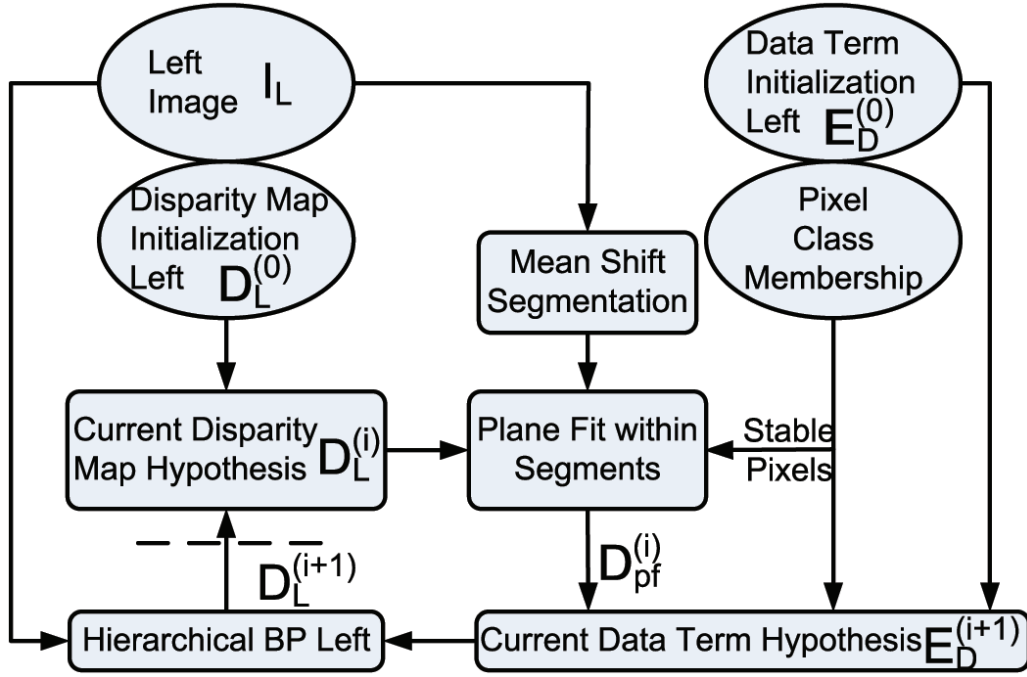 Left
Image I_L
Data Term
Initialization
Left E_D^(0)
Disparity Map
Initialization
Left D_L^(0)
Pixel
Class
Membership
Mean Shift
Segmentation
Current Disparity
Map Hypothesis D_L^(i)
Plane Fit within
Segments
Stable
Pixels
D_L^(i+1)
D_pf^(i)
Hierarchical BP Left
Current Data Term Hypothesis E_D^(i+1)